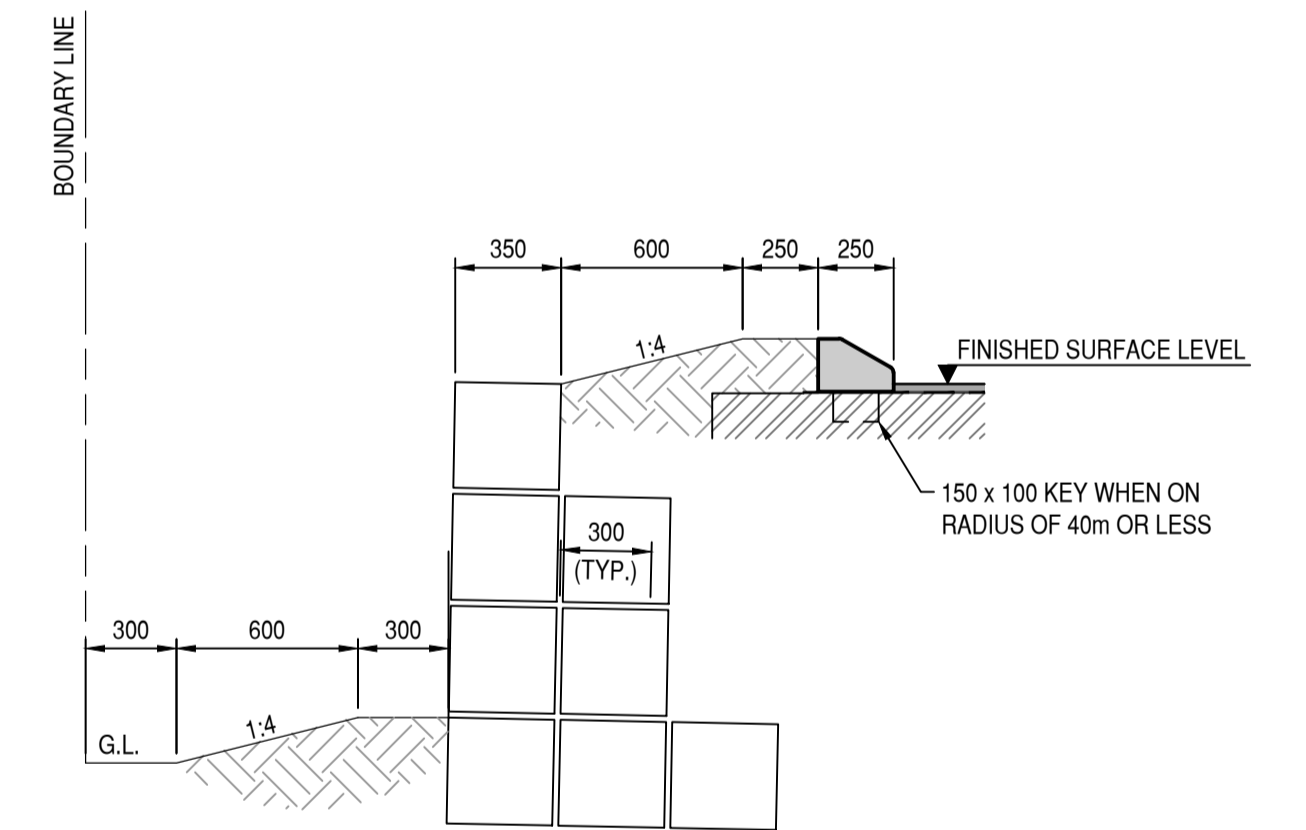 BOUNDARY LINE
350
600
250
250
1:4
FINISHED SURFACE LEVEL
150 x 100 KEY WHEN ON
RADIUS OF 40m OR LESS
300
(TYP.)
300
600
300
1:4
G.L.